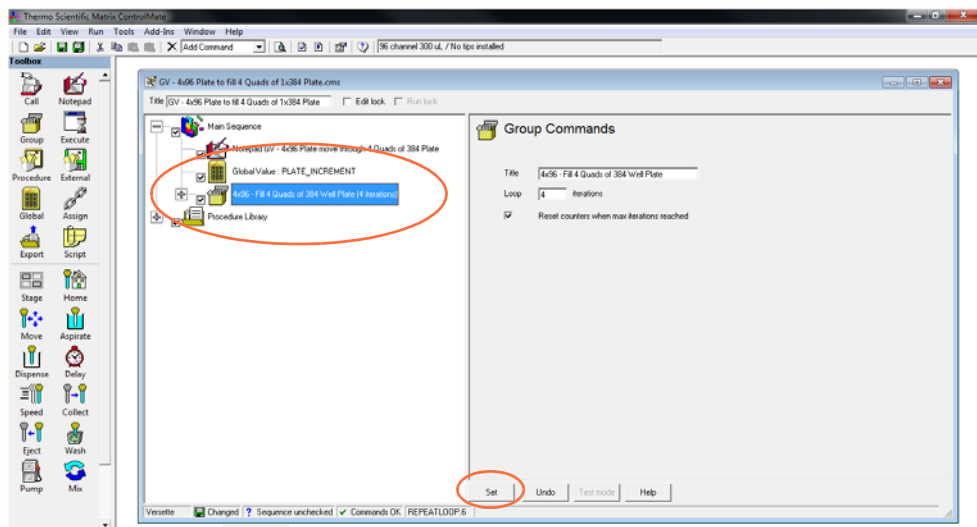 Thermo Scientific Matrix ControlMate
File Edit View Run Tools Add-Ins Window Help
Add Command 96 channel 300 uL / No tips installed
Toolbox
Call Notepad
Group Execute
Procedure External
Global Assign
Export Script
Stage Home
Move Aspirate
Dispense Delay
Speed Collect
Eject Wash
Pump Mix
GV - 4x96 Plate to fill 4 Quads of 1x384 Plate.cms
Title GV - 4x96 Plate to fill 4 Quads of 1x384 Plate Edit lock Run lock
Main Sequence
Notepad GV - 4x96 Plate move through 4 Quads of 384 Plate
Global Value : PLATE_INCREMENT
4x96 - Fill 4 Quads of 384 Well Plate (4 iterations)
Procedure Library
Group Commands
Title 4x96 - Fill 4 Quads of 384 Well Plate
Loop 4 iterations
Reset counters when max iterations reached
Set Undo Test mode Help
Versette Changed ? Sequence unchecked Commands OK REPEATLOOP.6